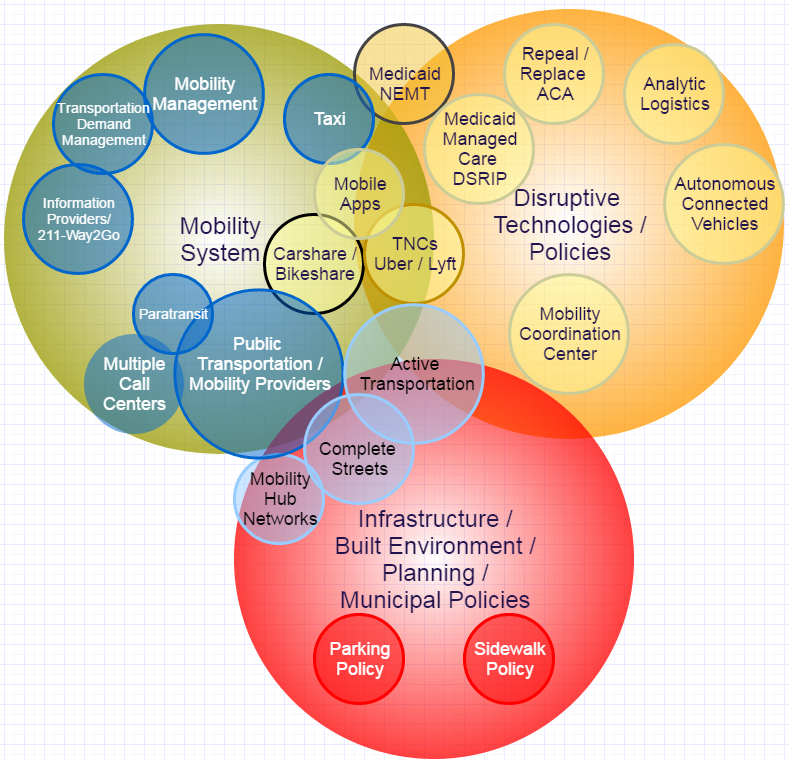 Mobility
Management
Transportation
Demand
Management
Taxi
Medicaid
NEMT
Repeal /
Replace
ACA
Analytic
Logistics
Medicaid
Managed
Care
DSRIP
Mobile
Apps
Autonomous
Connected
Vehicles
Information
Providers/
211-Way2Go
Mobility
System
Carshare /
Bikeshare
TNCs
Uber / Lyft
Disruptive
Technologies /
Policies
Paratransit
Multiple
Call
Centers
Public
Transportation /
Mobility Providers
Mobility
Coordination
Center
Active
Transportation
Complete
Streets
Mobility
Hub
Networks
Infrastructure /
Built Environment /
Planning /
Municipal Policies
Parking
Policy
Sidewalk
Policy